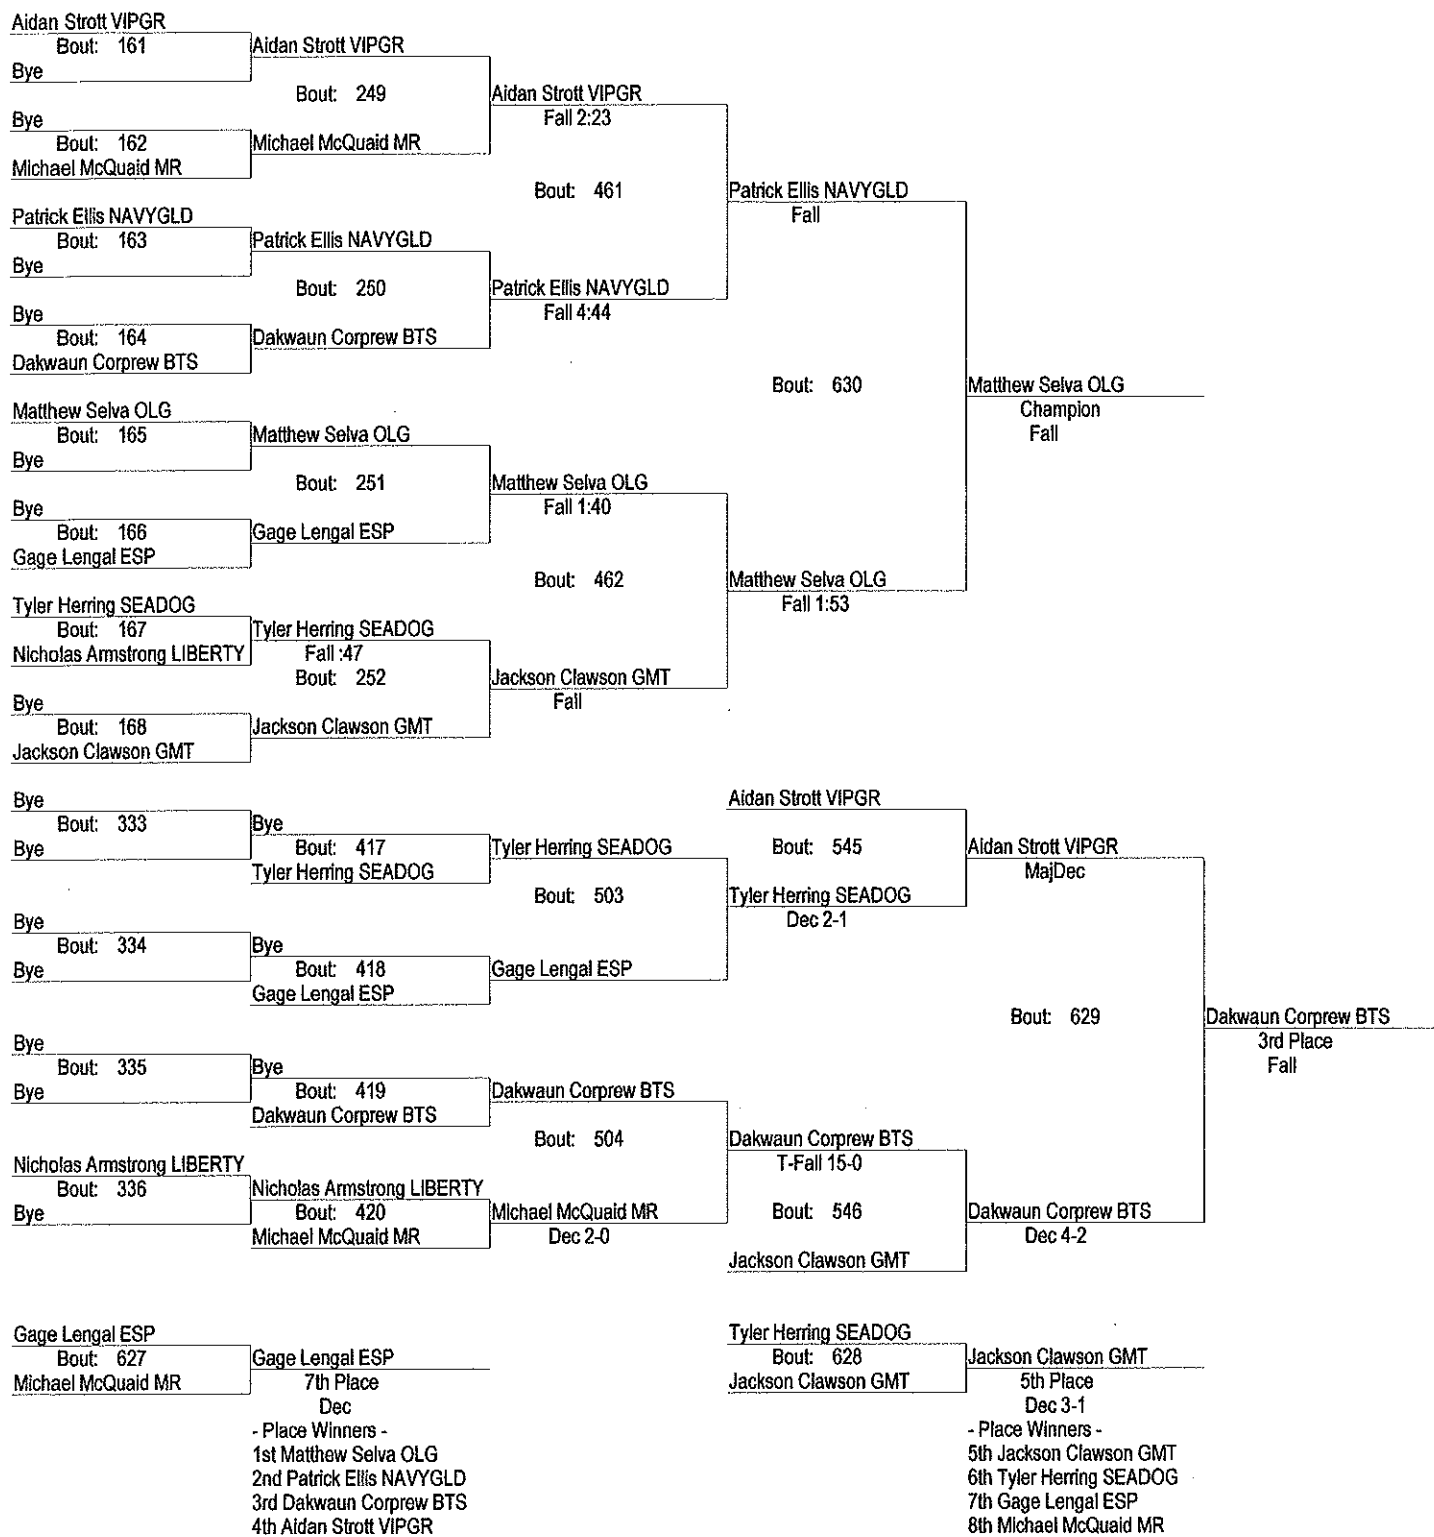 Aidan Strott VIPGR
Bout: 161
Bye
Aidan Strott VIPGR
Bout: 249
Bye
Bout: 162
Michael McQuaid MR
Michael McQuaid MR
Aidan Strott VIPGR
Fall 2:23
Bout: 461
Patrick Ellis NAVYGLD
Bout: 163
Bye
Patrick Ellis NAVYGLD
Bout: 250
Bye
Bout: 164
Dakwaun Corprew BTS
Dakwaun Corprew BTS
Patrick Ellis NAVYGLD
Fall 4:44
Patrick Ellis NAVYGLD
Fall
Bout: 630
Matthew Selva OLG
Champion
Fall
Matthew Selva OLG
Bout: 165
Bye
Matthew Selva OLG
Bout: 251
Bye
Bout: 166
Gage Lengal ESP
Gage Lengal ESP
Matthew Selva OLG
Fall 1:40
Bout: 462
Matthew Selva OLG
Fall 1:53
Tyler Herring SEADOG
Bout: 167
Nicholas Armstrong LIBERTY
Tyler Herring SEADOG
Fall :47
Bout: 252
Bye
Bout: 168
Jackson Clawson GMT
Jackson Clawson GMT
Jackson Clawson GMT
Fall
Bye
Bout: 333
Bye
Bye
Bout: 417
Tyler Herring SEADOG
Tyler Herring SEADOG
Bout: 503
Bye
Bout: 334
Bye
Bye
Bout: 418
Gage Lengal ESP
Gage Lengal ESP
Aidan Strott VIPGR
Bout: 545
Tyler Herring SEADOG
Dec 2-1
Aidan Strott VIPGR
MajDec
Bout: 629
Dakwaun Corprew BTS
3rd Place
Fall
Bye
Bout: 335
Bye
Bye
Bout: 419
Dakwaun Corprew BTS
Dakwaun Corprew BTS
Bout: 504
Nicholas Armstrong LIBERTY
Bout: 336
Bye
Nicholas Armstrong LIBERTY
Bout: 420
Michael McQuaid MR
Michael McQuaid MR
Dec 2-0
Dakwaun Corprew BTS
T-Fall 15-0
Bout: 546
Jackson Clawson GMT
Dakwaun Corprew BTS
Dec 4-2
Gage Lengal ESP
Bout: 627
Michael McQuaid MR
Gage Lengal ESP
7th Place
Dec
- Place Winners -
1st Matthew Selva OLG
2nd Patrick Ellis NAVYGLD
3rd Dakwaun Corprew BTS
4th Aidan Strott VIPGR
Tyler Herring SEADOG
Bout: 628
Jackson Clawson GMT
Jackson Clawson GMT
5th Place
Dec 3-1
- Place Winners -
5th Jackson Clawson GMT
6th Tyler Herring SEADOG
7th Gage Lengal ESP
8th Michael McQuaid MR